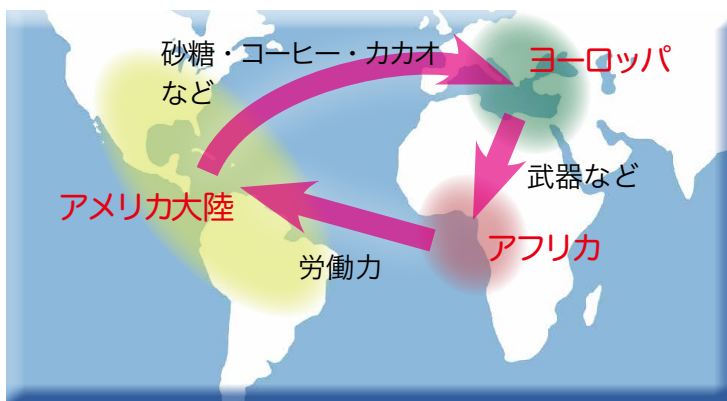 砂糖・コーヒー・カカオ
など
ヨーロッパ
武器など
アメリカ大陸
アフリカ
労働力